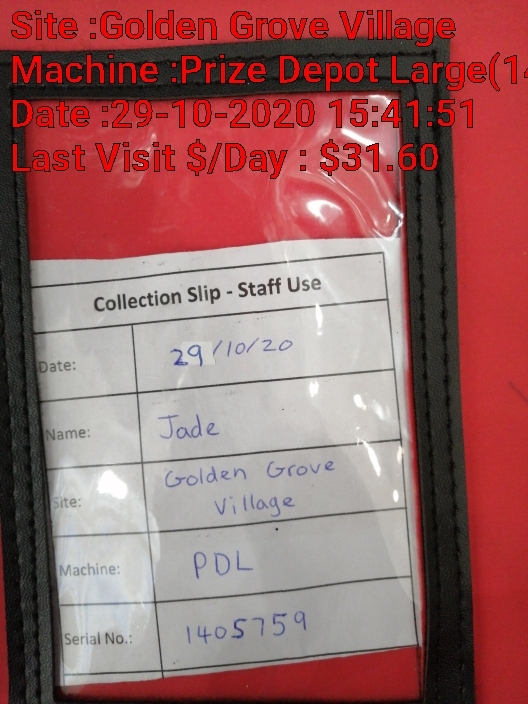 Site :Golden Grove Village
Machine :Prize Depot Large(14
Date :29-10-2020 15:41:51
Last Visit $/Day : $31.60
Collection Slip - Staff Use
Date: 29/10/20
Name: Jade
Site: Golden Grove
Village
Machine: PDL
Serial No.: 1405759